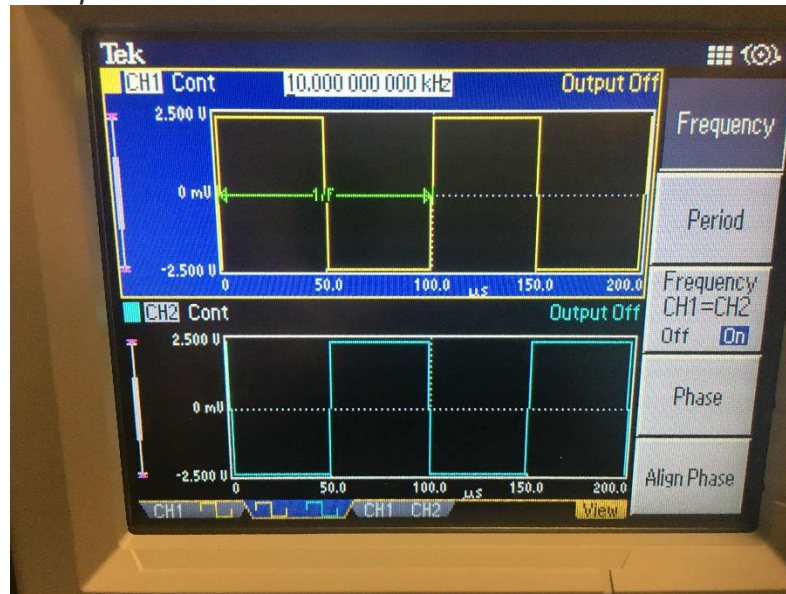 Tek
CH1 Cont 10.000 000 000 kHz Output Off
2.500 V
0 mV
1/F
-2.500 V
0 50.0 100.0 µs 150.0 200.0
CH2 Cont Output Off
2.500 V
0 mV
-2.500 V
0 50.0 100.0 µs 150.0 200.0
CH1 CH1 CH2 View
Frequency
Period
Frequency
CH1=CH2
Off On
Phase
Align Phase